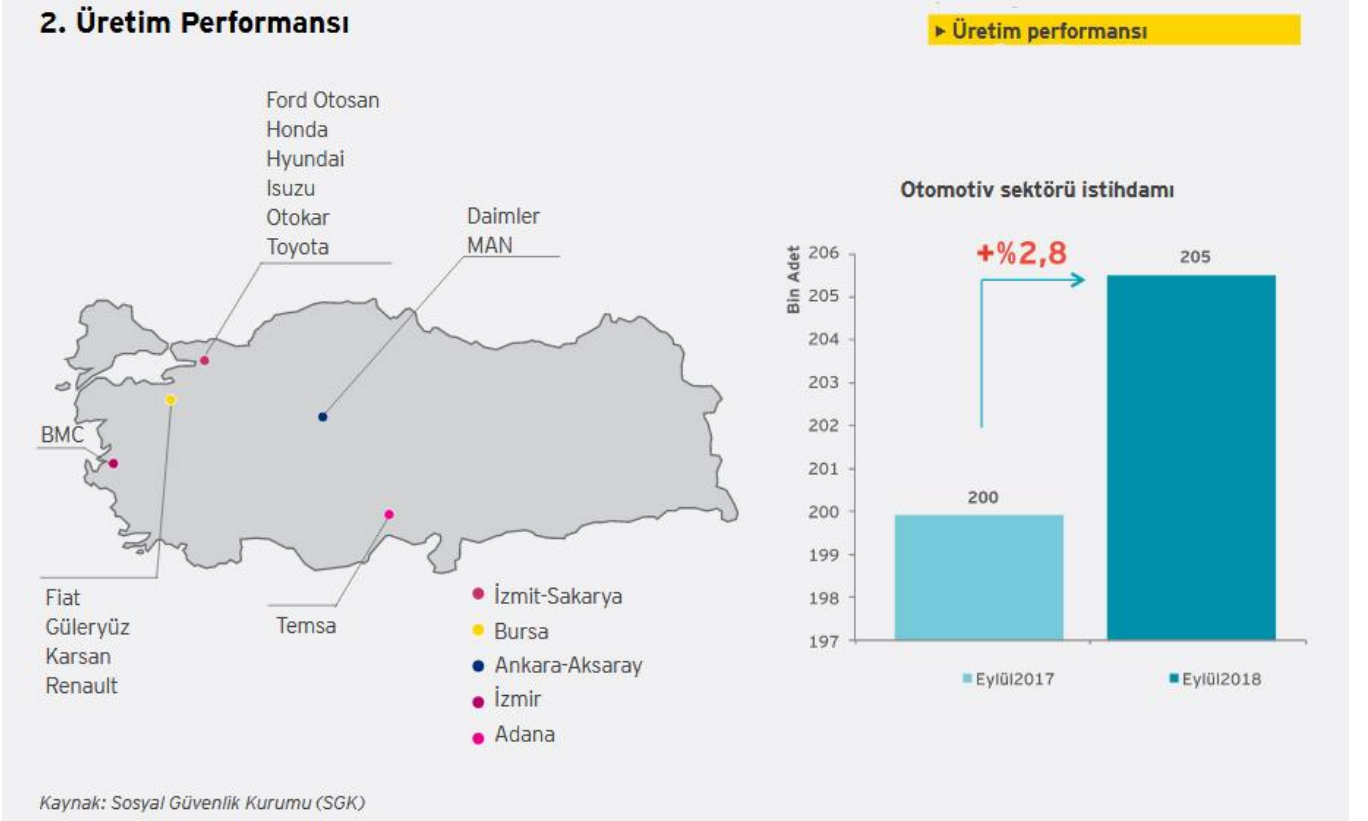 2. Üretim Performansı
▸ Üretim performansı
Ford Otosan
Honda
Hyundai
Isuzu
Otokar
Toyota
Daimler
MAN
BMC
Fiat
Güleryüz
Karsan
Renault
Temsa
İzmit-Sakarya
Bursa
Ankara-Aksaray
İzmir
Adana
Otomotiv sektörü istihdamı
Bin Adet
206
205
204
203
202
201
200
199
198
197
+%2,8
200
205
Eylül2017
Eylül2018
Kaynak: Sosyal Güvenlik Kurumu (SGK)